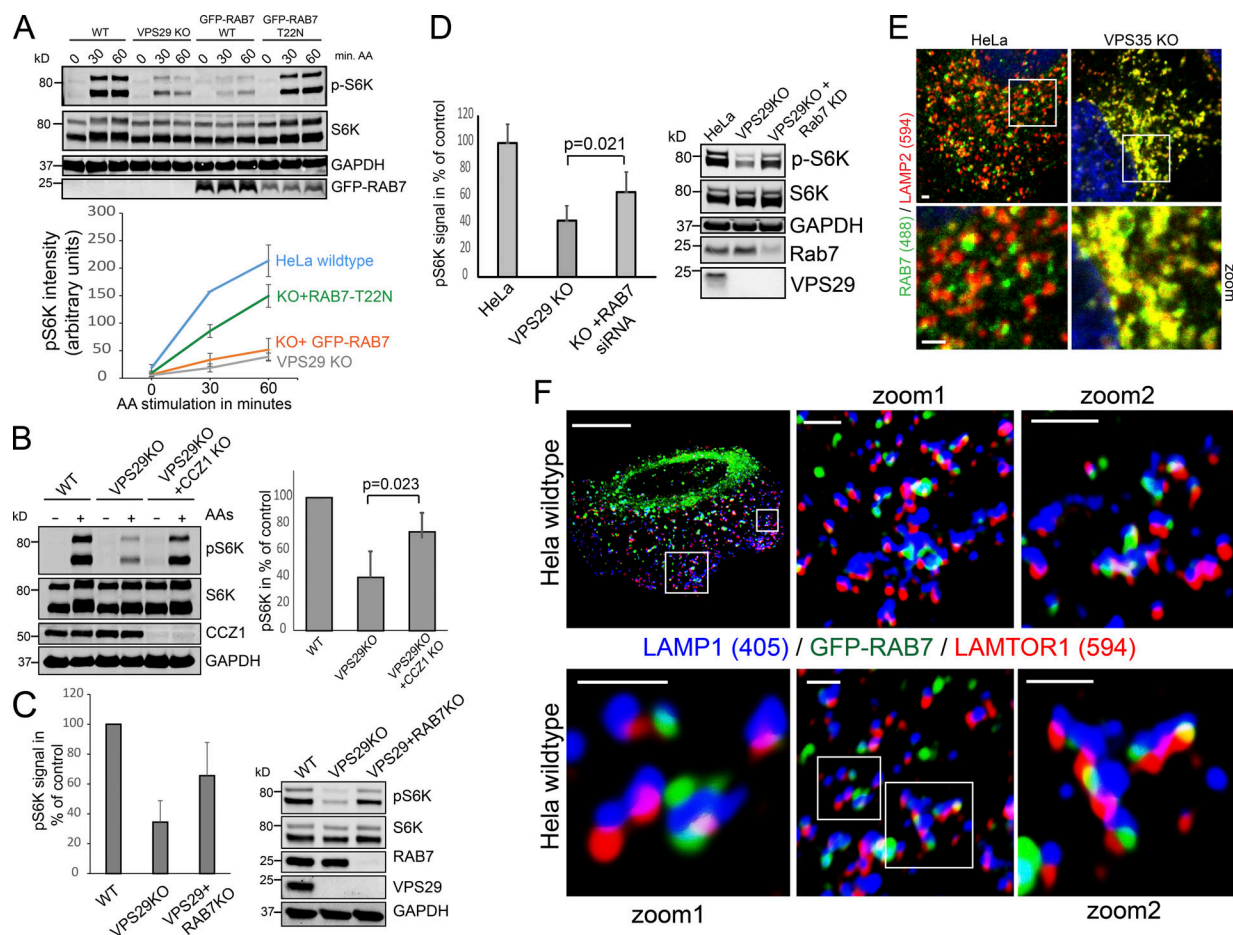 A
WT
VPS29 KO
GFP-RAB7
WT
GFP-RAB7
T22N
kD
0 30 60 0 30 60 0 30 60 0 30 60
min. AA
80
p-S6K
80
S6K
37
GAPDH
25
GFP-RAB7
pS6K intensity
(arbitrary units)
300
250
200
150
100
50
0
HeLa wildtype
KO+RAB7-T22N
KO+ GFP-RAB7
VPS29 KO
0 30 60
AA stimulation in minutes
B
WT
VPS29KO
VPS29KO
+CCZ1 KO
kD
– + – + – +
AAs
80
pS6K
80
S6K
50
CCZ1
37
GAPDH
pS6K in % of control
100
80
60
40
20
0
p=0.023
WT
VPS29KO
VPS29KO
+CCZ1 KO
C
pS6K signal in
% of control
120
100
80
60
40
20
0
WT
VPS29KO
VPS29+
RAB7KO
WT
VPS29KO
VPS29+RAB7KO
kD
80
pS6K
80
S6K
25
RAB7
25
VPS29
37
GAPDH
D
pS6K signal in % of control
120
100
80
60
40
20
0
p=0.021
HeLa
VPS29 KO
KO +RAB7
siRNA
HeLa
VPS29KO
VPS29KO +
Rab7 KD
kD
80
p-S6K
80
S6K
37
GAPDH
25
Rab7
25
VPS29
E
HeLa
VPS35 KO
RAB7 (488) / LAMP2 (594)
zoom
F
zoom1
zoom2
Hela wildtype
LAMP1 (405) / GFP-RAB7 / LAMTOR1 (594)
Hela wildtype
zoom1
zoom2